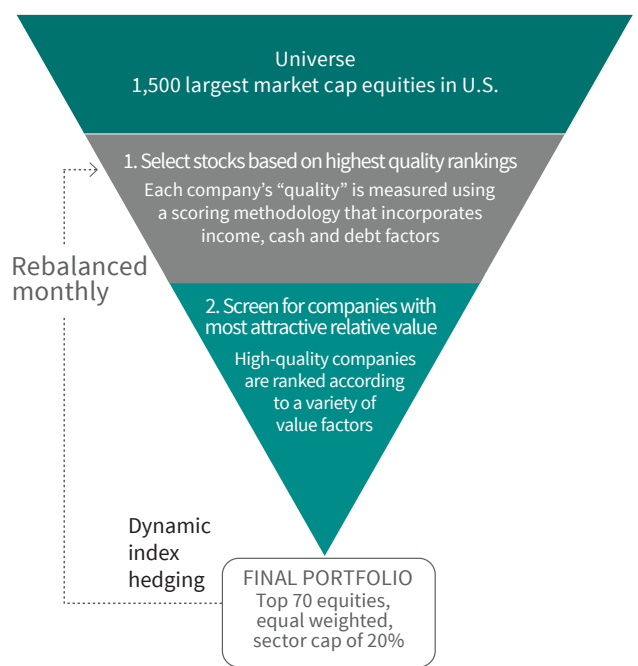 Universe
1,500 largest market cap equities in U.S.
1. Select stocks based on highest quality rankings
Each company’s “quality” is measured using
a scoring methodology that incorporates
income, cash and debt factors
Rebalanced
monthly
2. Screen for companies with
most attractive relative value
High-quality companies
are ranked according
to a variety of
value factors
Dynamic
index
hedging
FINAL PORTFOLIO
Top 70 equities,
equal weighted,
sector cap of 20%